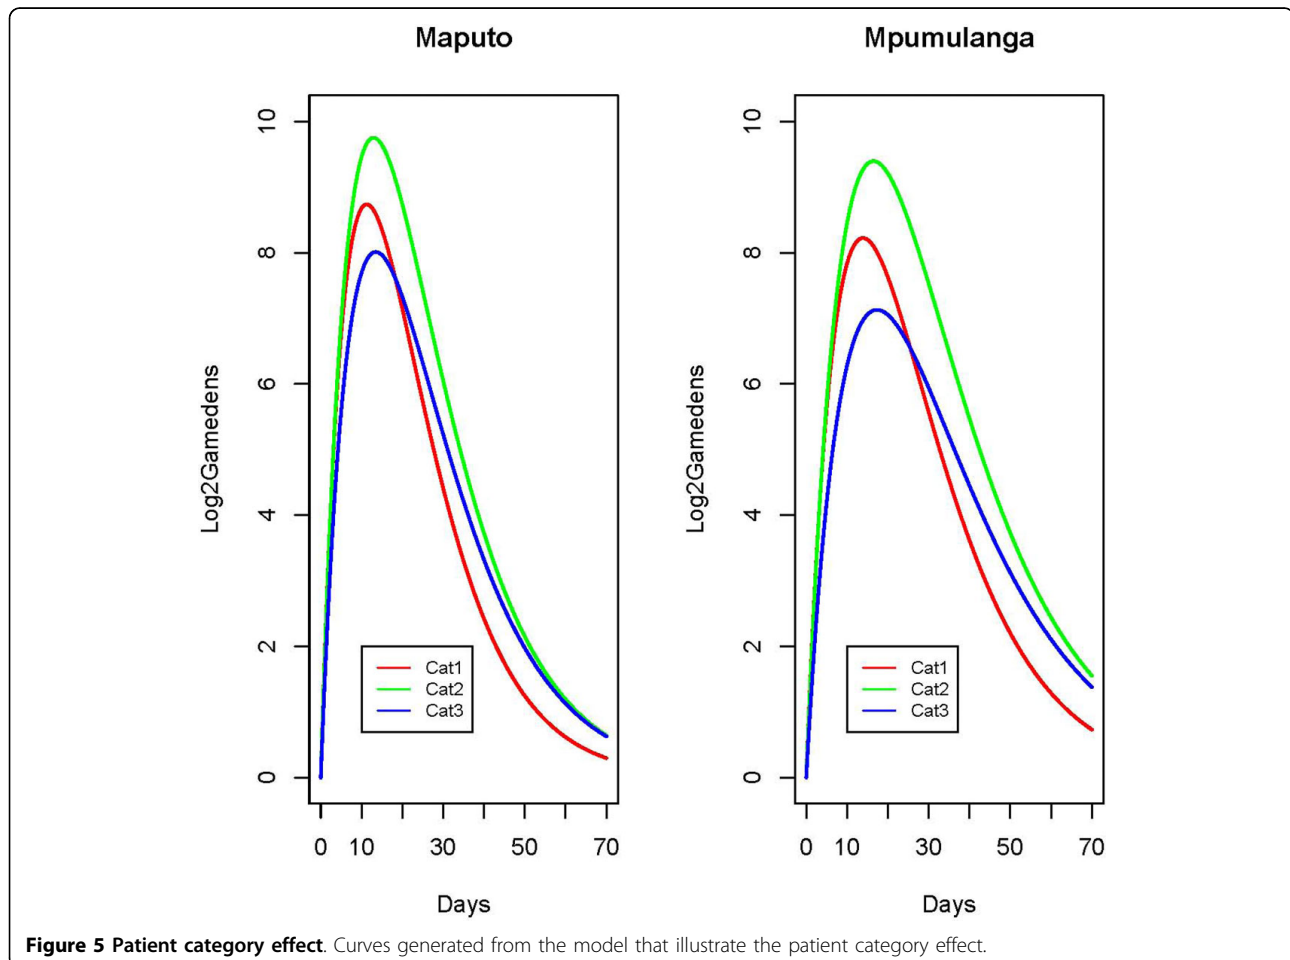 Maputo
Mpumulanga
Log2Gamedens
10
8
6
4
2
0
Cat1
Cat2
Cat3
0 10 30 50 70
Days
Log2Gamedens
10
8
6
4
2
0
Cat1
Cat2
Cat3
0 10 30 50 70
Days
Figure 5 Patient category effect. Curves generated from the model that illustrate the patient category effect.